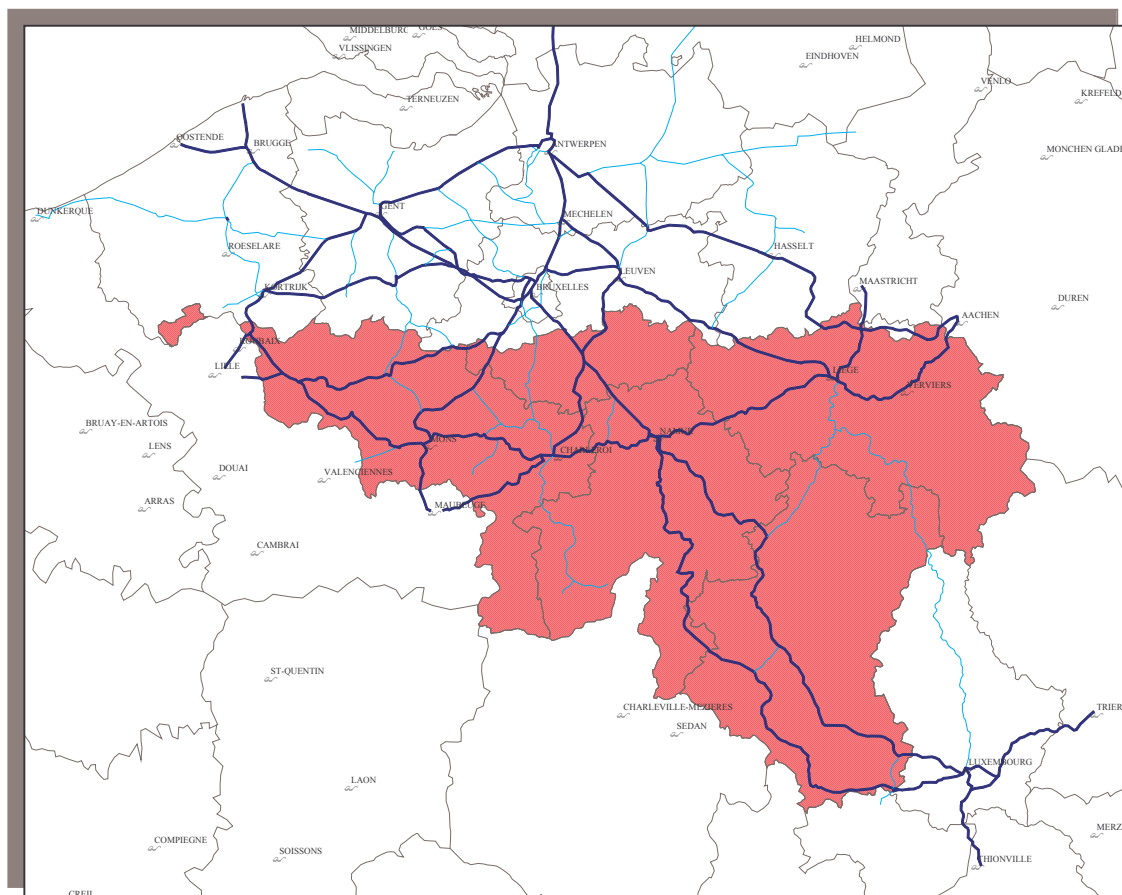 MIDDELBURG
GOES
HELMOND
VLISSINGEN
EINDHOVEN
VENLO
KREFELD
TERNEUZEN
OOSTENDE
BRUGGE
ANTWERPEN
MONCHEN GLADB
DUNKERQUE
GENT
MECHELEN
ROESELARE
HASSELT
LEUVEN
KORTRIJK
BRUXELLES
MAASTRICHT
DUREN
AACHEN
ROUBAIX
LILLE
LIEGE
VERVIERS
BRUAY-EN-ARTOIS
LENS
MONS
NAMUR
CHARLEROI
DOUAI
VALENCIENNES
ARRAS
MAUBEUGE
CAMBRAI
ST-QUENTIN
CHARLEVILLE-MEZIERES
SEDAN
TRIER
LUXEMBOURG
LAON
MERZ
COMPIEGNE
SOISSONS
THIONVILLE
CREIL